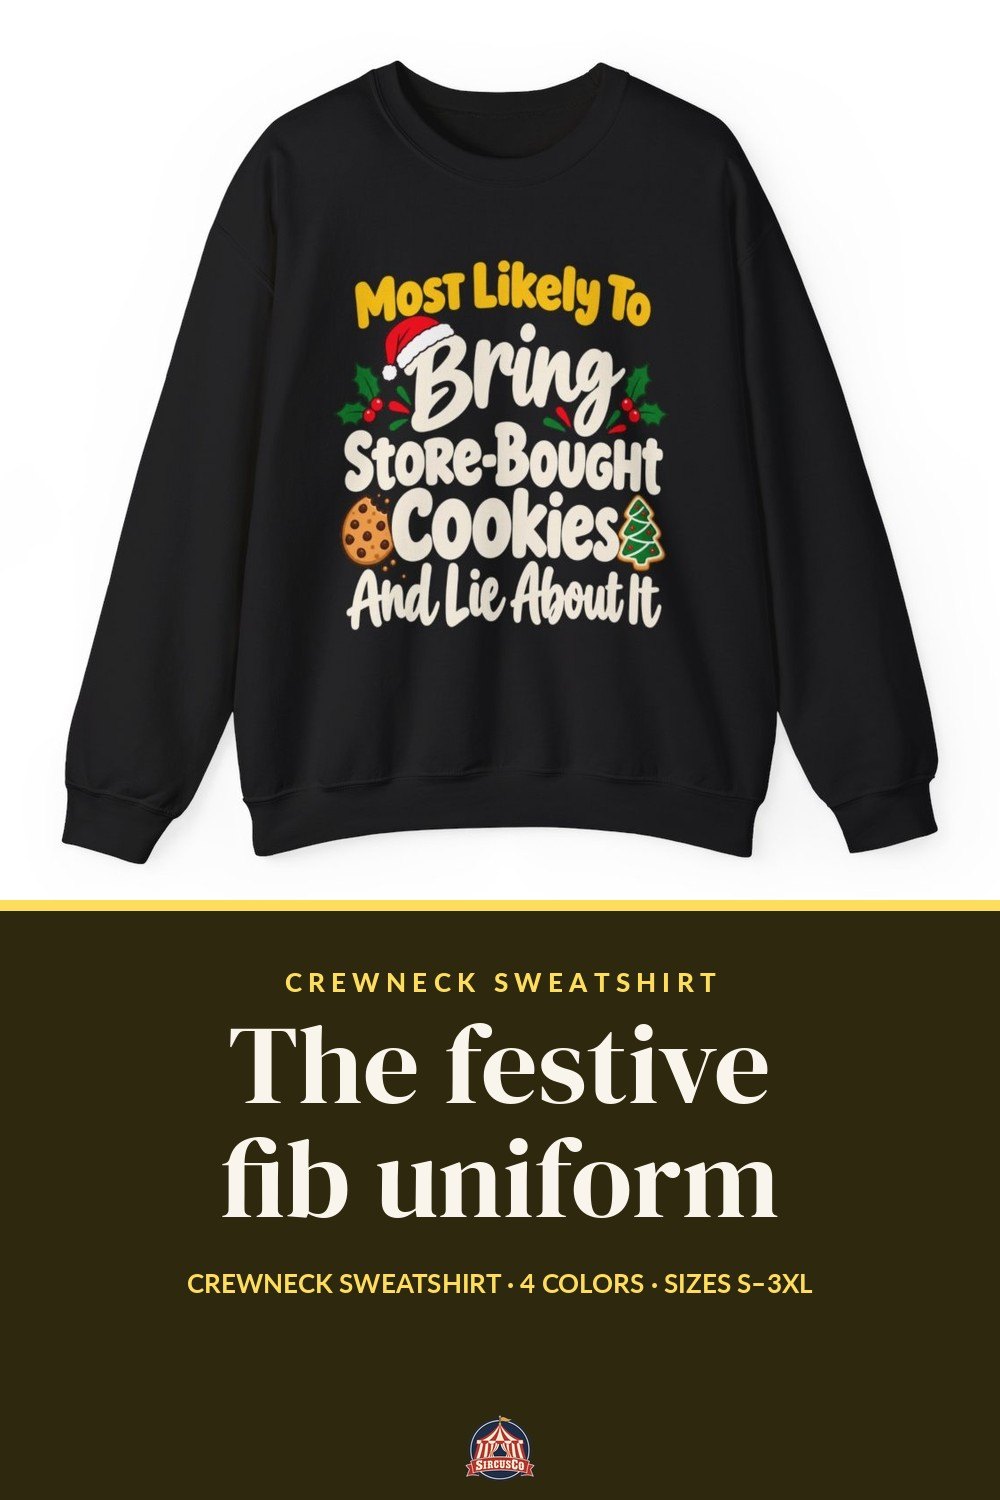 Most Likely To
Bring
Store-Bought
Cookies
And Lie About It
CREWNECK SWEATSHIRT
The festive
fib uniform
CREWNECK SWEATSHIRT · 4 COLORS · SIZES S–3XL
SIRCUSCO